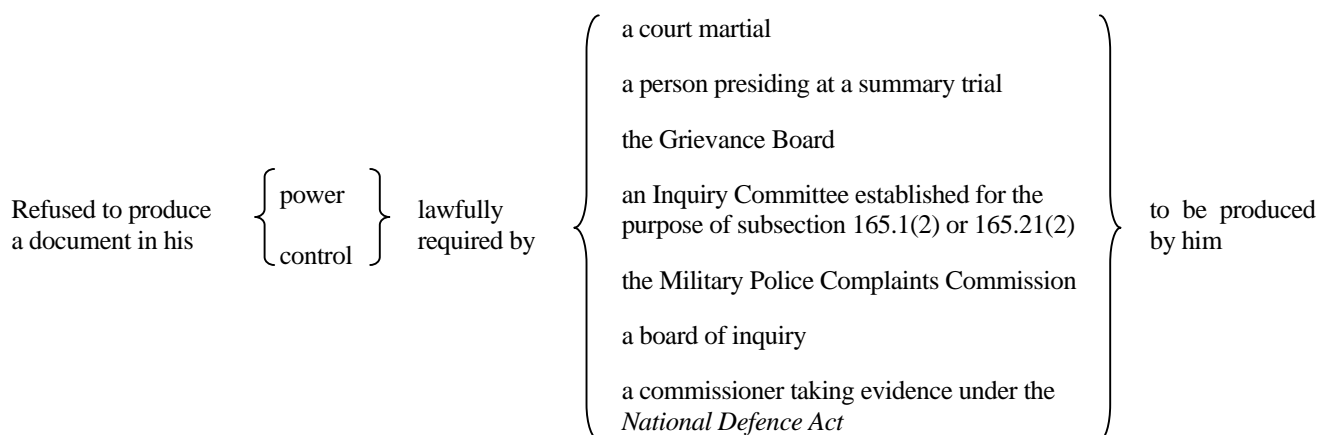 Refused to produce
a document in his
power
control
lawfully
required by
a court martial
a person presiding at a summary trial
the Grievance Board
an Inquiry Committee established for the
purpose of subsection 165.1(2) or 165.21(2)
the Military Police Complaints Commission
a board of inquiry
a commissioner taking evidence under the
National Defence Act
to be produced
by him